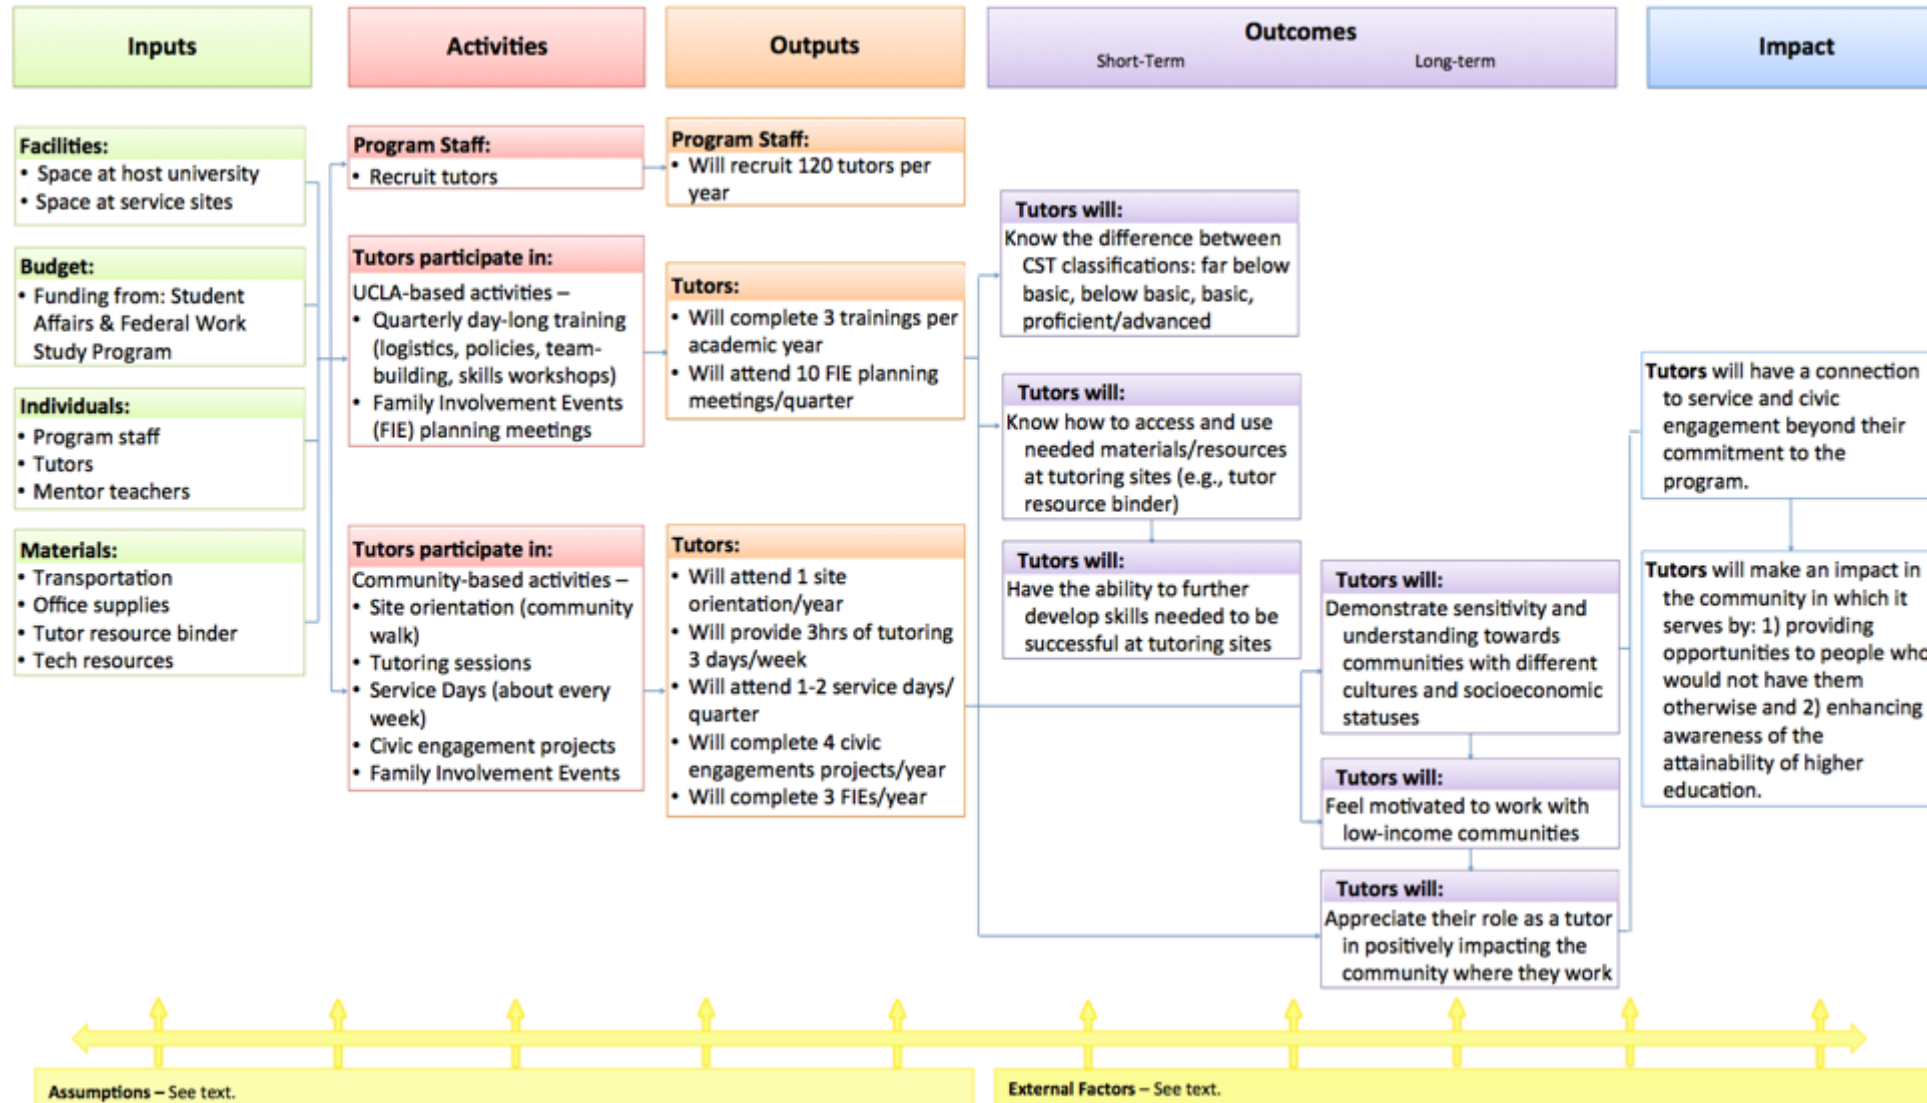 Inputs
Activities
Outputs
Outcomes
Short-Term
Long-term
Impact
Facilities:
• Space at host university
• Space at service sites
Budget:
• Funding from: Student
Affairs & Federal Work
Study Program
Individuals:
• Program staff
• Tutors
• Mentor teachers
Materials:
• Transportation
• Office supplies
• Tutor resource binder
• Tech resources
Program Staff:
• Recruit tutors
Tutors participate in:
UCLA-based activities –
• Quarterly day-long training
(logistics, policies, team-
building, skills workshops)
• Family Involvement Events
(FIE) planning meetings
Tutors participate in:
Community-based activities –
• Site orientation (community
walk)
• Tutoring sessions
• Service Days (about every
week)
• Civic engagement projects
• Family Involvement Events
Program Staff:
• Will recruit 120 tutors per
year
Tutors:
• Will complete 3 trainings per
academic year
• Will attend 10 FIE planning
meetings/quarter
Tutors:
• Will attend 1 site
orientation/year
• Will provide 3hrs of tutoring
3 days/week
• Will attend 1-2 service days/
quarter
• Will complete 4 civic
engagements projects/year
• Will complete 3 FIEs/year
Tutors will:
Know the difference between
CST classifications: far below
basic, below basic, basic,
proficient/advanced
Tutors will:
Know how to access and use
needed materials/resources
at tutoring sites (e.g., tutor
resource binder)
Tutors will:
Have the ability to further
develop skills needed to be
successful at tutoring sites
Tutors will:
Demonstrate sensitivity and
understanding towards
communities with different
cultures and socioeconomic
statuses
Tutors will:
Feel motivated to work with
low-income communities
Tutors will:
Appreciate their role as a tutor
in positively impacting the
community where they work
Tutors will have a connection
to service and civic
engagement beyond their
commitment to the
program.
Tutors will make an impact in
the community in which it
serves by: 1) providing
opportunities to people who
would not have them
otherwise and 2) enhancing
awareness of the
attainability of higher
education.
Assumptions – See text.
External Factors – See text.